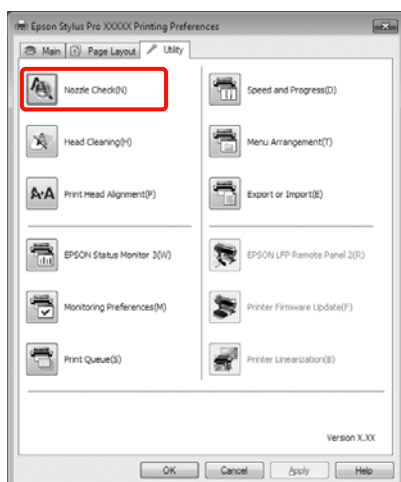 Epson Stylus Pro XXXXX Printing Preferences
Main Page Layout Utility
Nozzle Check(N)
Speed and Progress(D)
Head Cleaning(H)
Menu Arrangement(T)
Print Head Alignment(P)
Export or Import(E)
EPSON Status Monitor 3(W)
EPSON LFP Remote Panel 2(R)
Monitoring Preferences(M)
Printer Firmware Update(F)
Print Queue(S)
Printer Linearization(B)
Version X.XX
OK Cancel Apply Help